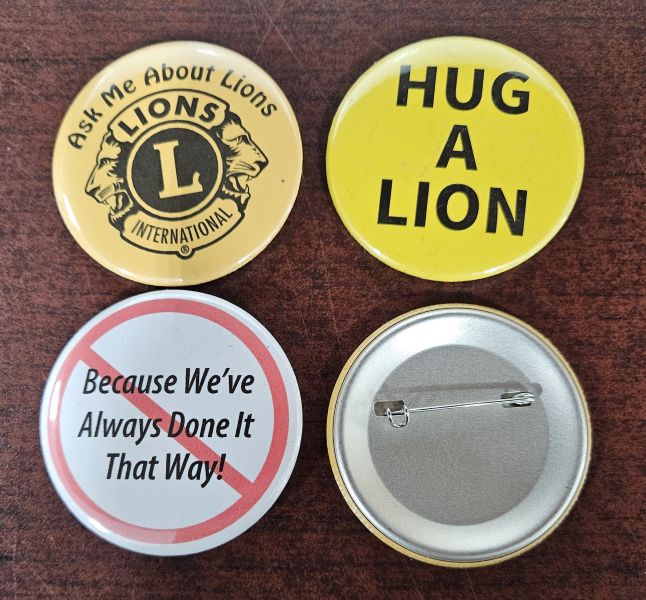 Ask Me About Lions
LIONS
L
INTERNATIONAL
®
HUG
A
LION
Because We've
Always Done It
That Way!